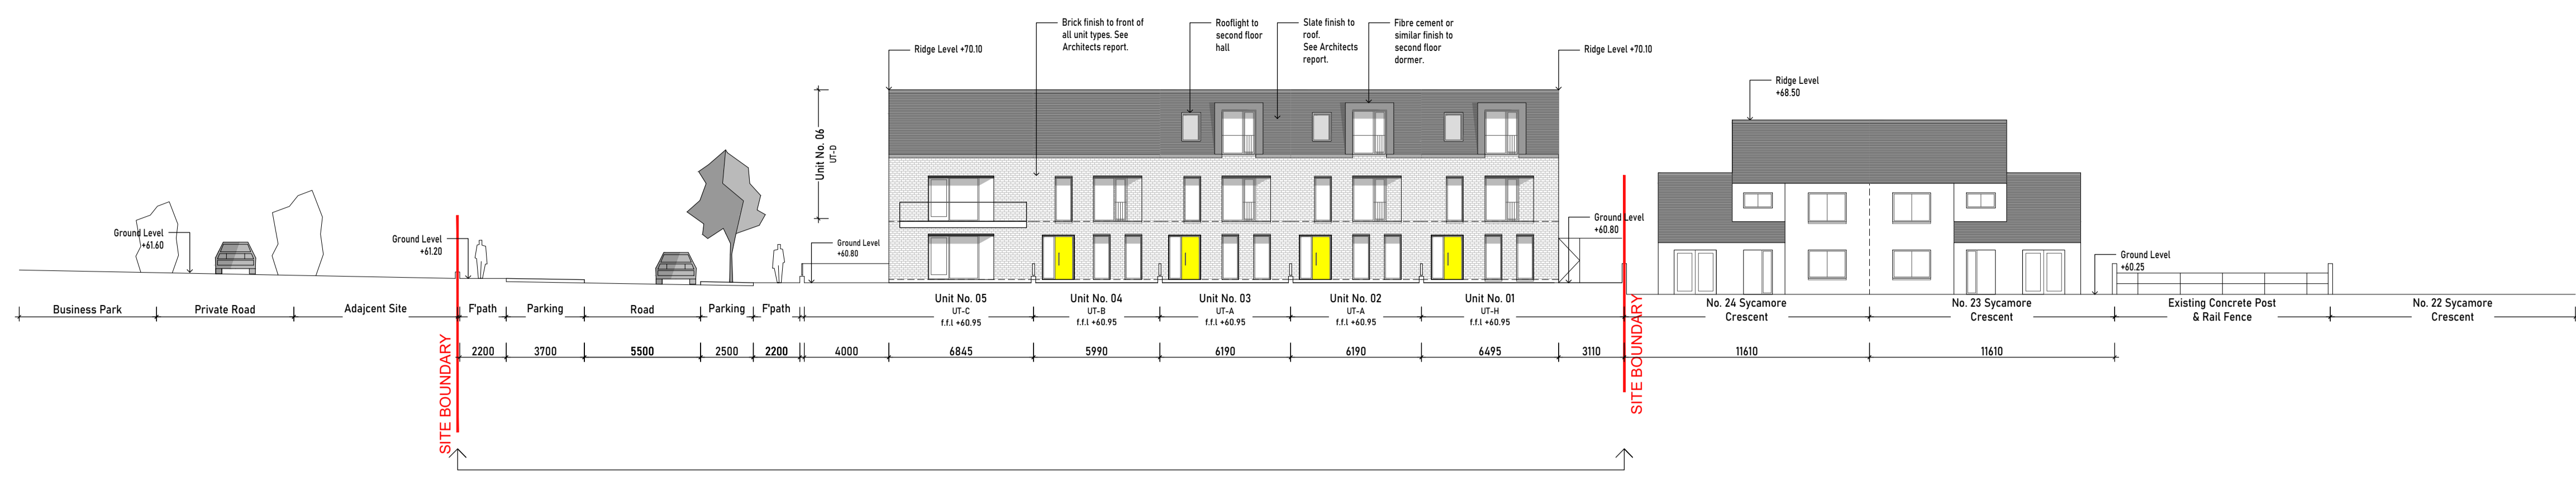 Brick finish to front of
all unit types. See
Architects report.
Rooflight to
second floor
hall
Slate finish to
roof.
See Architects
report.
Fibre cement or
similar finish to
second floor
dormer.
Ridge Level +70.10
Ridge Level +70.10
Ridge Level
+68.50
Unit No. 06
UT-D
Ground Level
+61.60
Ground Level
+61.20
Ground Level
+60.80
Ground Level
+60.80
Ground Level
+60.25
Business Park
Private Road
Adajcent Site
F'path
Parking
Road
Parking
F'path
Unit No. 05
UT-C
f.f.l +60.95
Unit No. 04
UT-B
f.f.l +60.95
Unit No. 03
UT-A
f.f.l +60.95
Unit No. 02
UT-A
f.f.l +60.95
Unit No. 01
UT-H
f.f.l +60.95
No. 24 Sycamore
Crescent
No. 23 Sycamore
Crescent
Existing Concrete Post
& Rail Fence
No. 22 Sycamore
Crescent
2200
3700
5500
2500
2200
4000
6845
5990
6190
6190
6495
3110
11610
11610
SITE BOUNDARY
SITE BOUNDARY